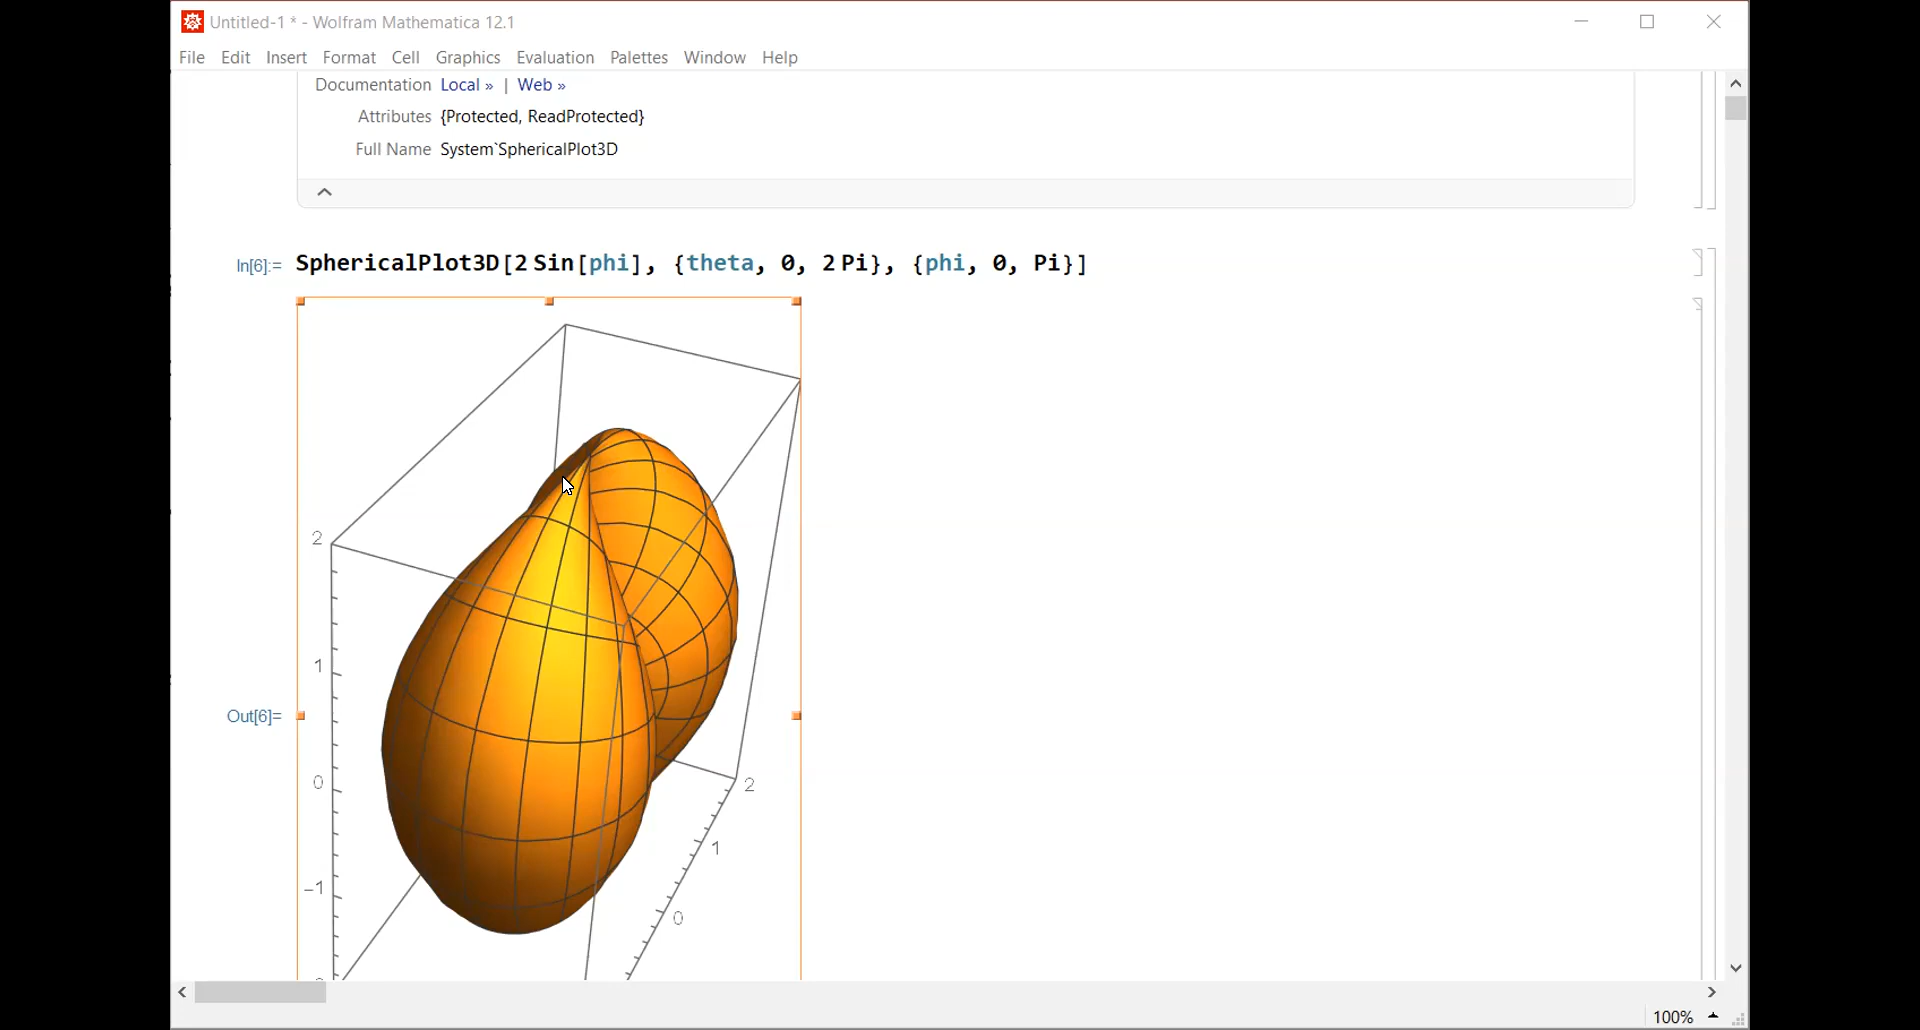 Untitled-1 * - Wolfram Mathematica 12.1
File Edit Insert Format Cell Graphics Evaluation Palettes Window Help
Documentation Local » | Web »
Attributes {Protected, ReadProtected}
Full Name System`SphericalPlot3D
In[6]:= SphericalPlot3D[2 Sin[phi], {theta, 0, 2 Pi}, {phi, 0, Pi}]
2
1
Out[6]=
0
2
1
-1
0
100%